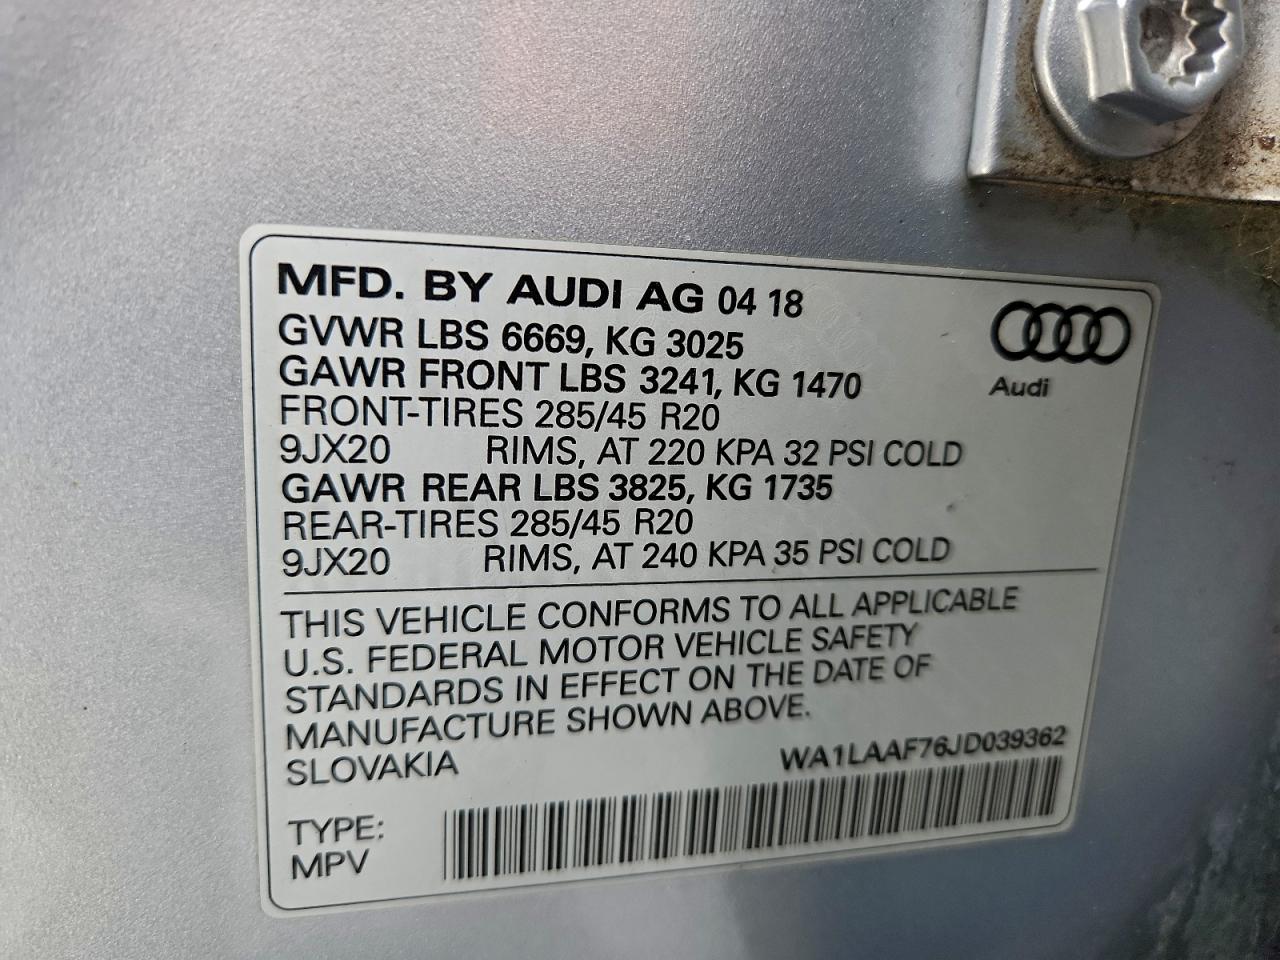 MFD. BY AUDI AG 04 18
GVWR LBS 6669, KG 3025
GAWR FRONT LBS 3241, KG 1470
FRONT-TIRES 285/45 R20
9JX20 RIMS, AT 220 KPA 32 PSI COLD
GAWR REAR LBS 3825, KG 1735
REAR-TIRES 285/45 R20
9JX20 RIMS, AT 240 KPA 35 PSI COLD
Audi
THIS VEHICLE CONFORMS TO ALL APPLICABLE
U.S. FEDERAL MOTOR VEHICLE SAFETY
STANDARDS IN EFFECT ON THE DATE OF
MANUFACTURE SHOWN ABOVE.
SLOVAKIA WA1LAAF76JD039362
TYPE:
MPV